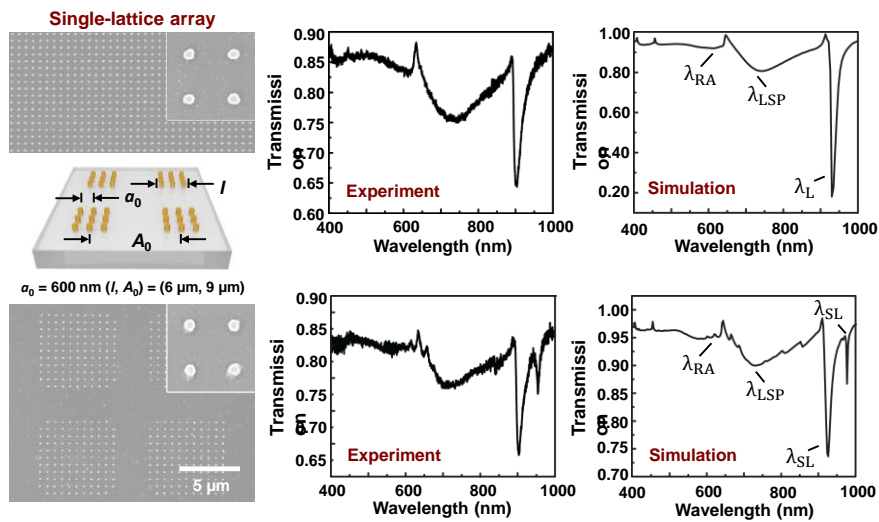 Single-lattice array
l
a₀
A₀
a₀ = 600 nm (l, A₀) = (6 μm, 9 μm)
5 μm
0.90
0.85
0.80
0.75
0.70
0.65
0.60
Transmissi
on
Experiment
400 600 800 1000
Wavelength (nm)
1.00
0.80
0.60
0.40
0.20
Transmissi
on
λRA
λLSP
λL
Simulation
400 600 800 1000
Wavelength (nm)
0.90
0.85
0.80
0.75
0.70
0.65
Transmissi
on
Experiment
400 600 800 1000
Wavelength (nm)
1.00
0.95
0.90
0.85
0.80
0.75
0.70
Transmissi
on
λSL
λRA
λLSP
λSL
Simulation
400 600 800 1000
Wavelength (nm)